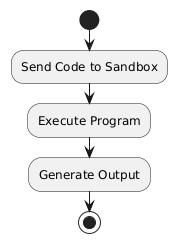 Send Code to Sandbox
Execute Program
Generate Output